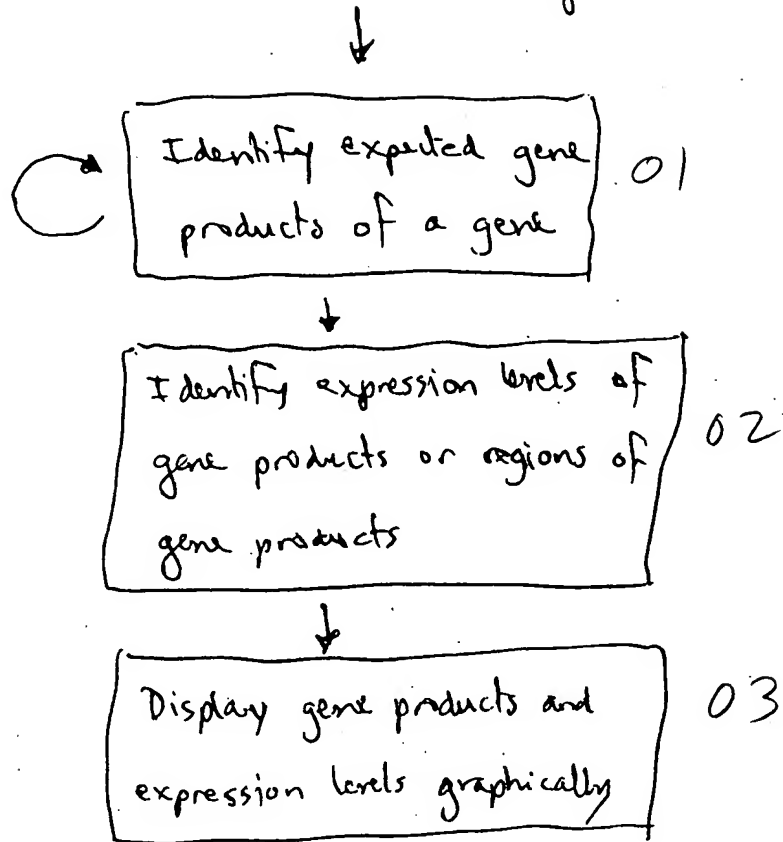 Identify expected gene
products of a gene
01
Identify expression levels of
gene products or regions of
gene products
02
Display gene products and
expression levels graphically
03